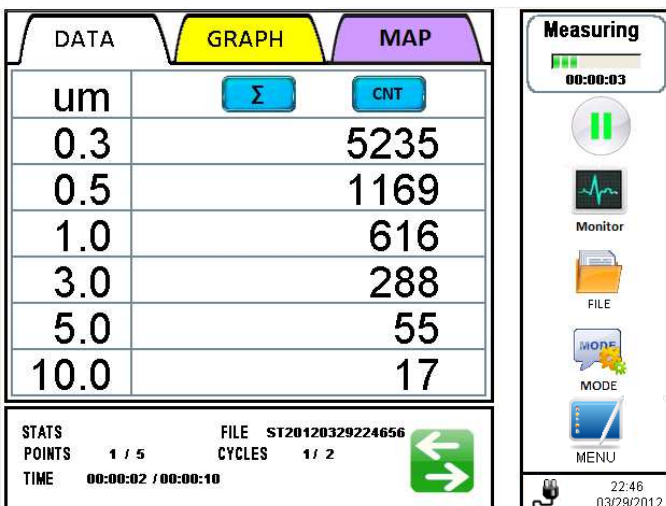 DATA GRAPH MAP
um Σ CNT
0.3 5235
0.5 1169
1.0 616
3.0 288
5.0 55
10.0 17
STATS FILE ST20120329224656
POINTS 1 / 5 CYCLES 1/ 2
TIME 00:00:02 / 00:00:10
Measuring
00:00:03
Monitor
FILE
MODE
MODE
MENU
22:46
03/29/2012